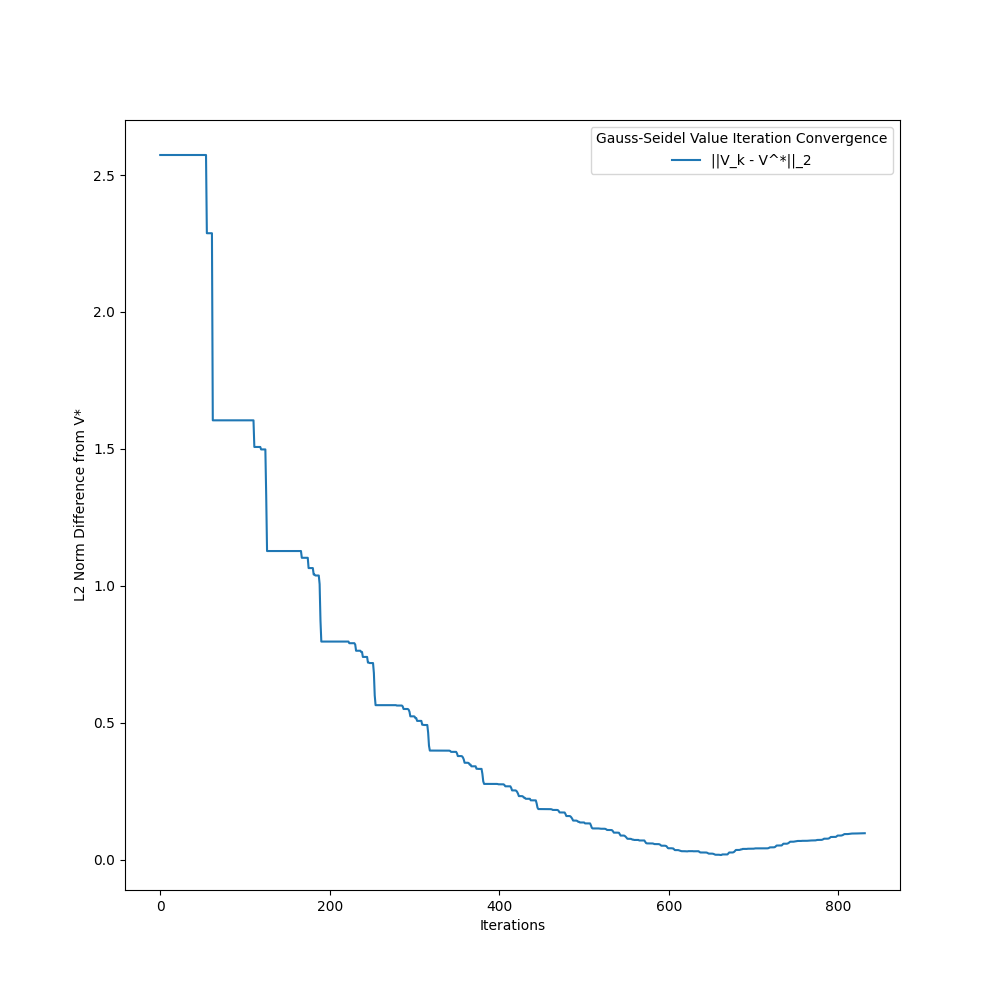 Gauss-Seidel Value Iteration Convergence
||V_k - V^*||_2
L2 Norm Difference from V*
2.5
2.0
1.5
1.0
0.5
0.0
0 200 400 600 800
Iterations